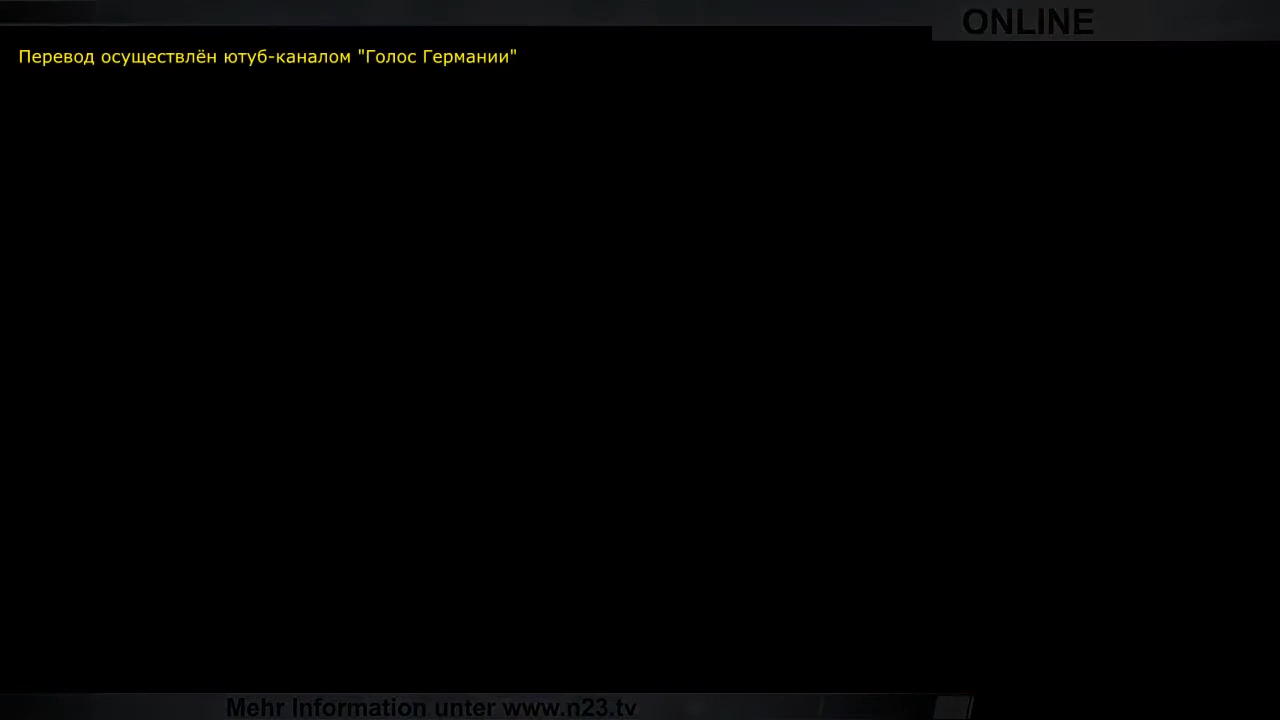 ONLINE
Перевод осуществлён ютуб-каналом "Голос Германии"
Mehr Information unter www.n23.tv